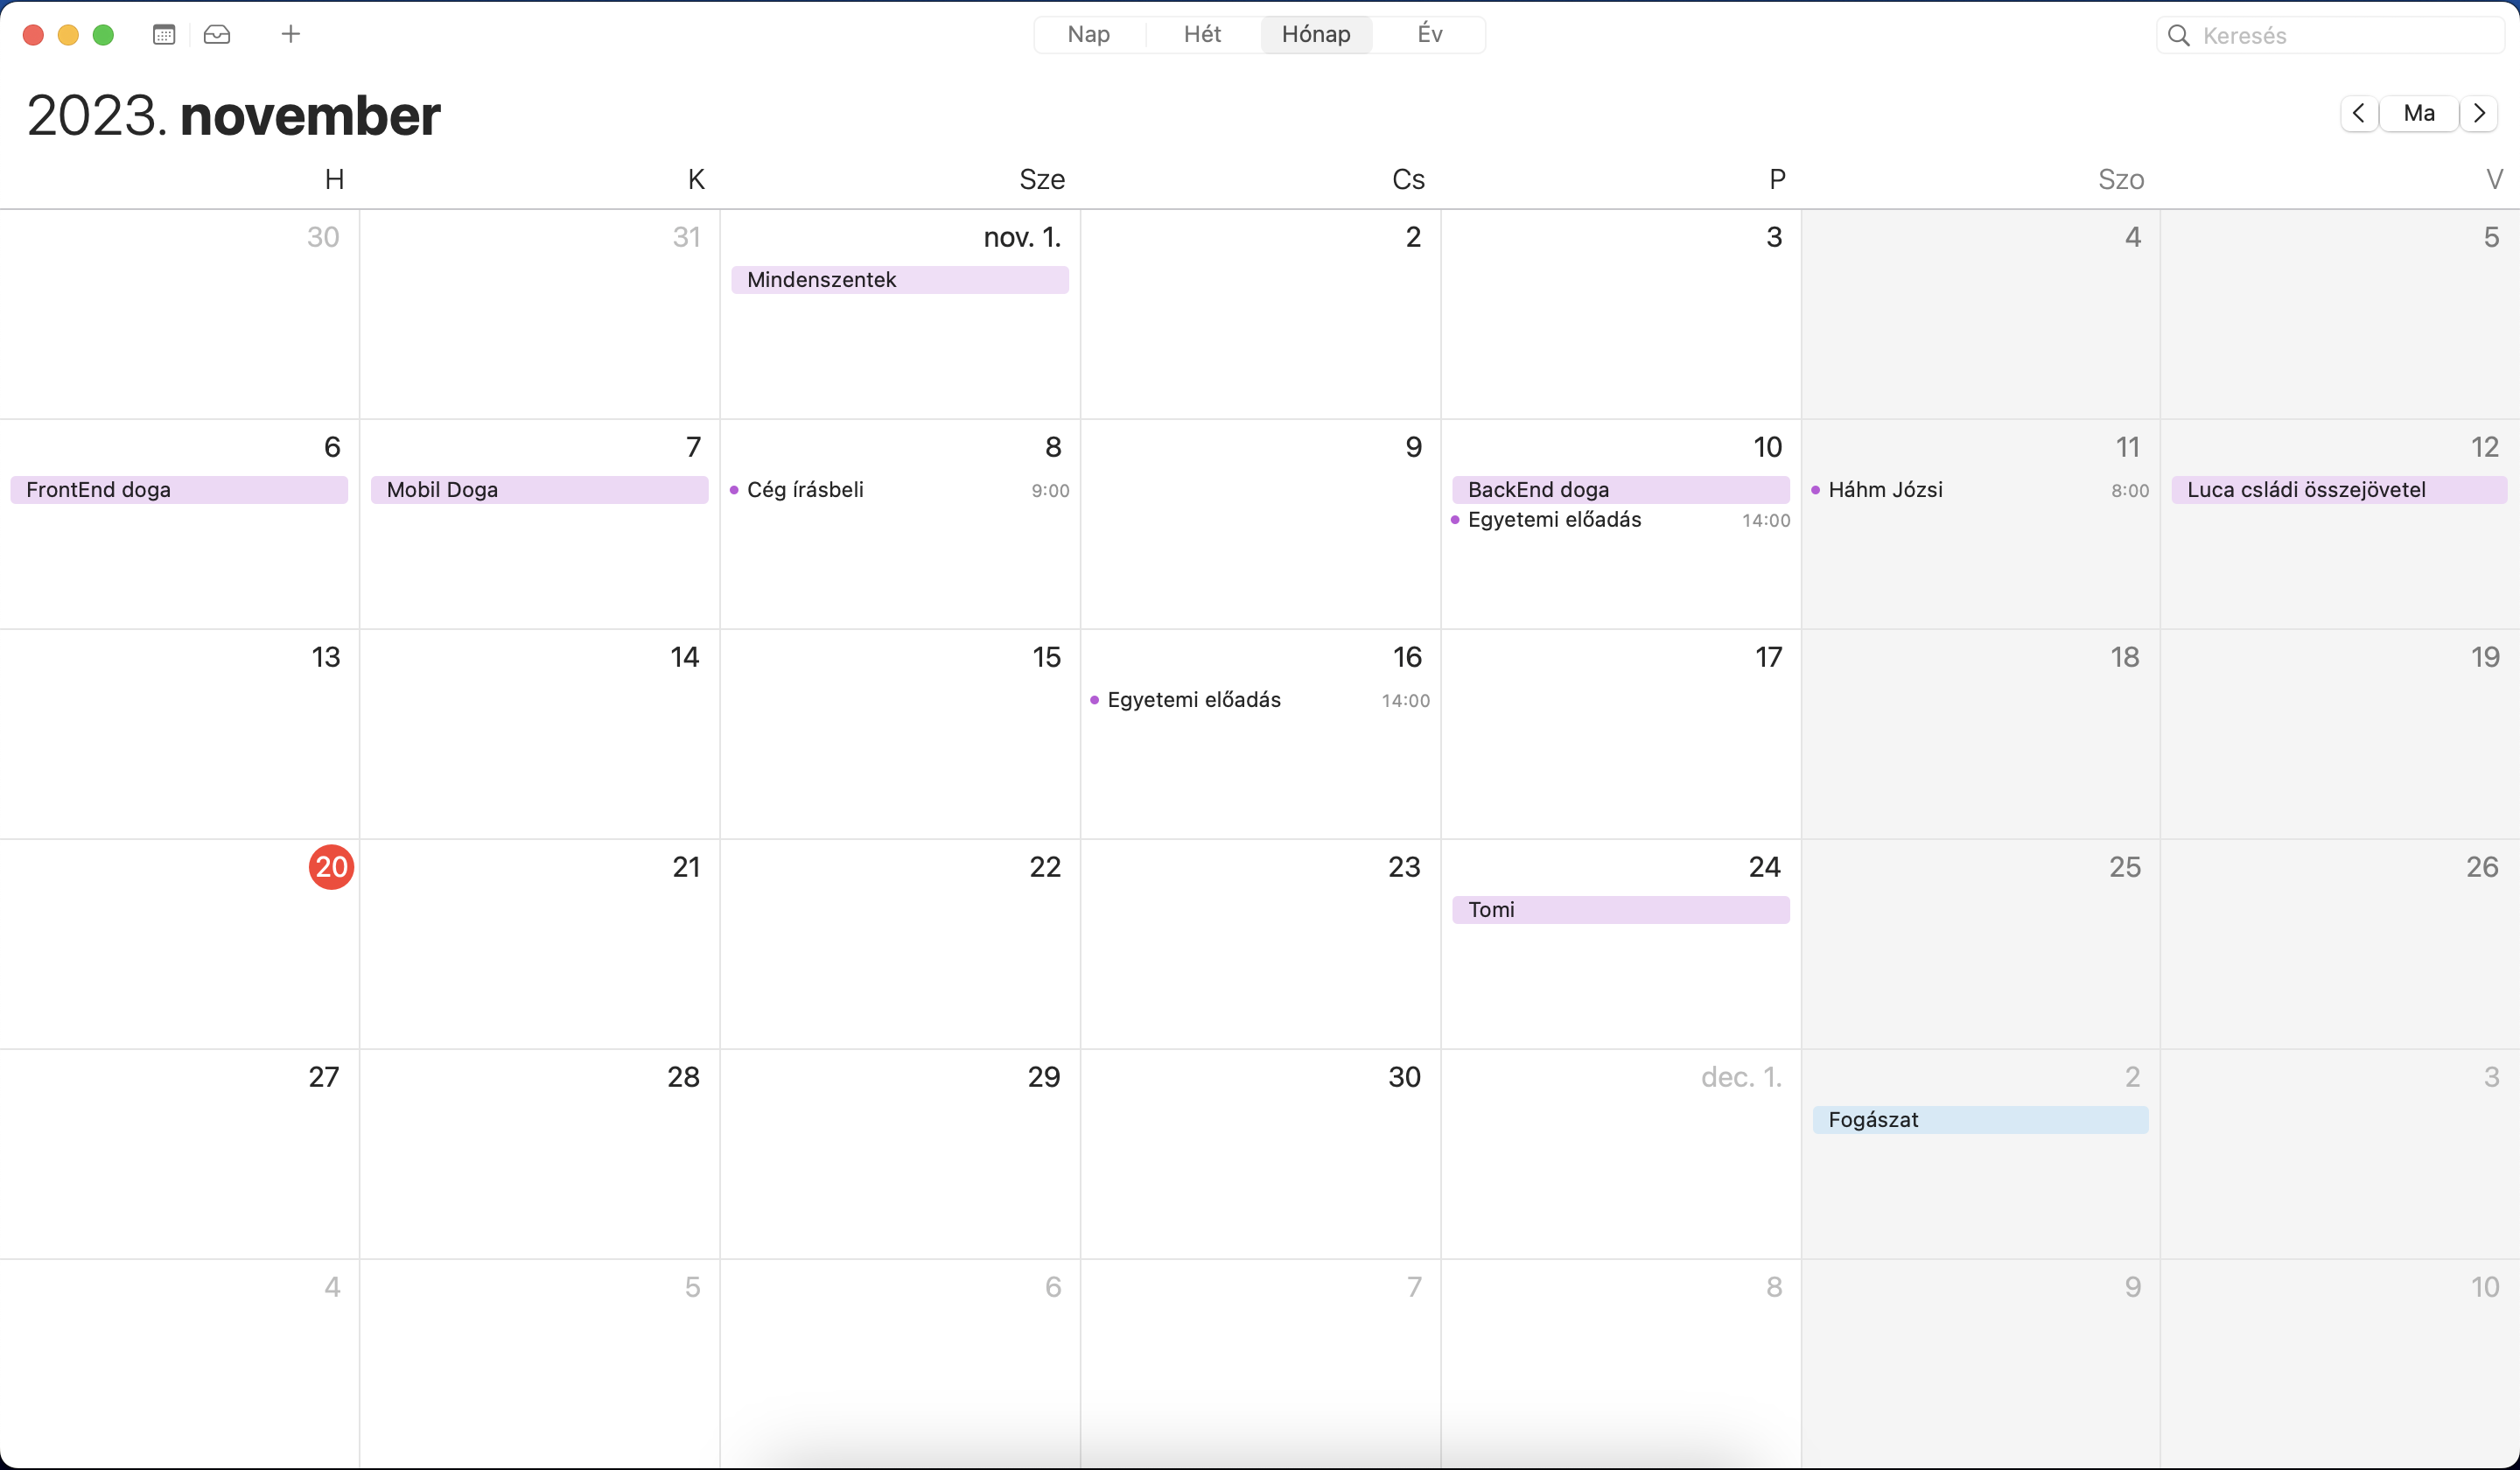 Nap Hét Hónap Év Keresés
2023. november
Ma
H K Sze Cs P Szo V
30 31 nov. 1. 2 3 4 5
Mindenszentek
6 7 8 9 10 11 12
FrontEnd doga Mobil Doga Cég írásbeli 9:00 BackEnd doga Háhm Józsi 8:00 Luca csládi összejövetel
Egyetemi előadás 14:00
13 14 15 16 17 18 19
Egyetemi előadás 14:00
20 21 22 23 24 25 26
Tomi
27 28 29 30 dec. 1. 2 3
Fogászat
4 5 6 7 8 9 10